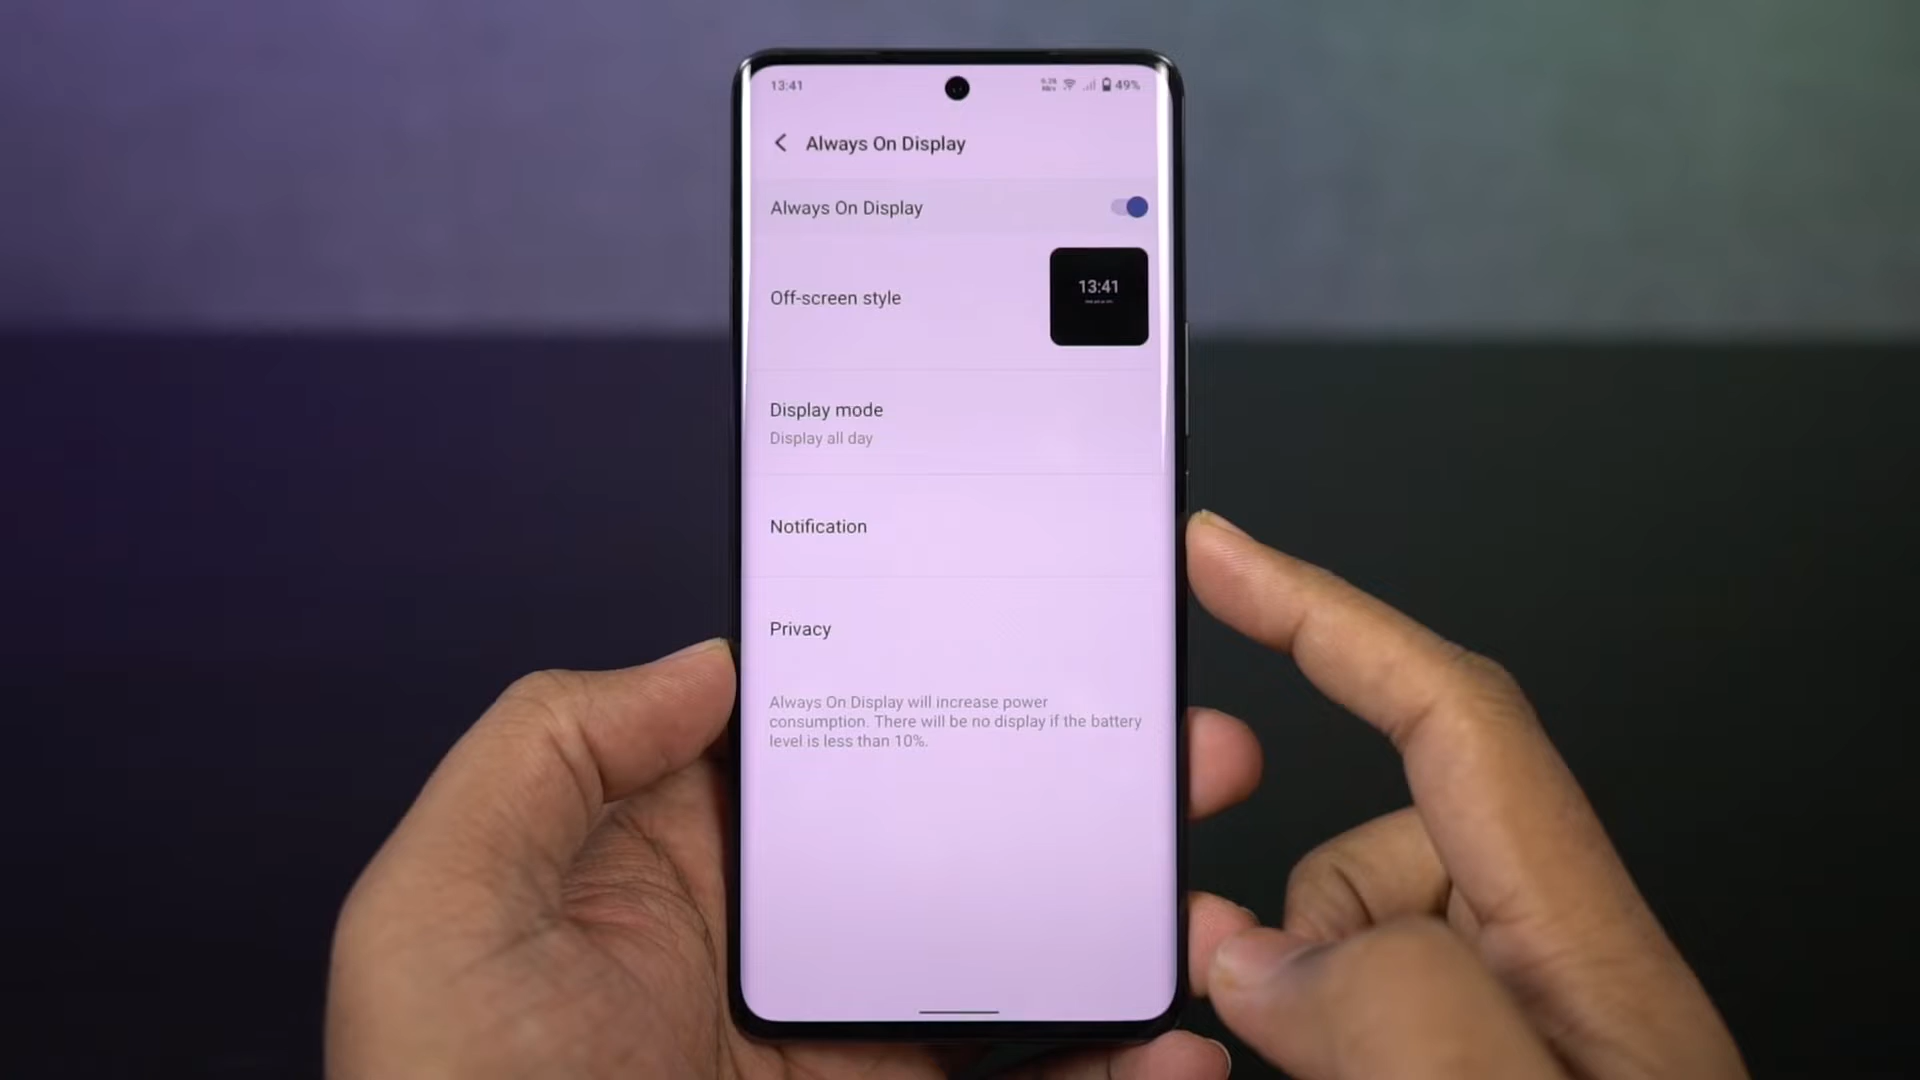 13:41
49%
Always On Display
Always On Display
Off-screen style
13:41
Display mode
Display all day
Notification
Privacy
Always On Display will increase power
consumption. There will be no display if the battery
level is less than 10%.